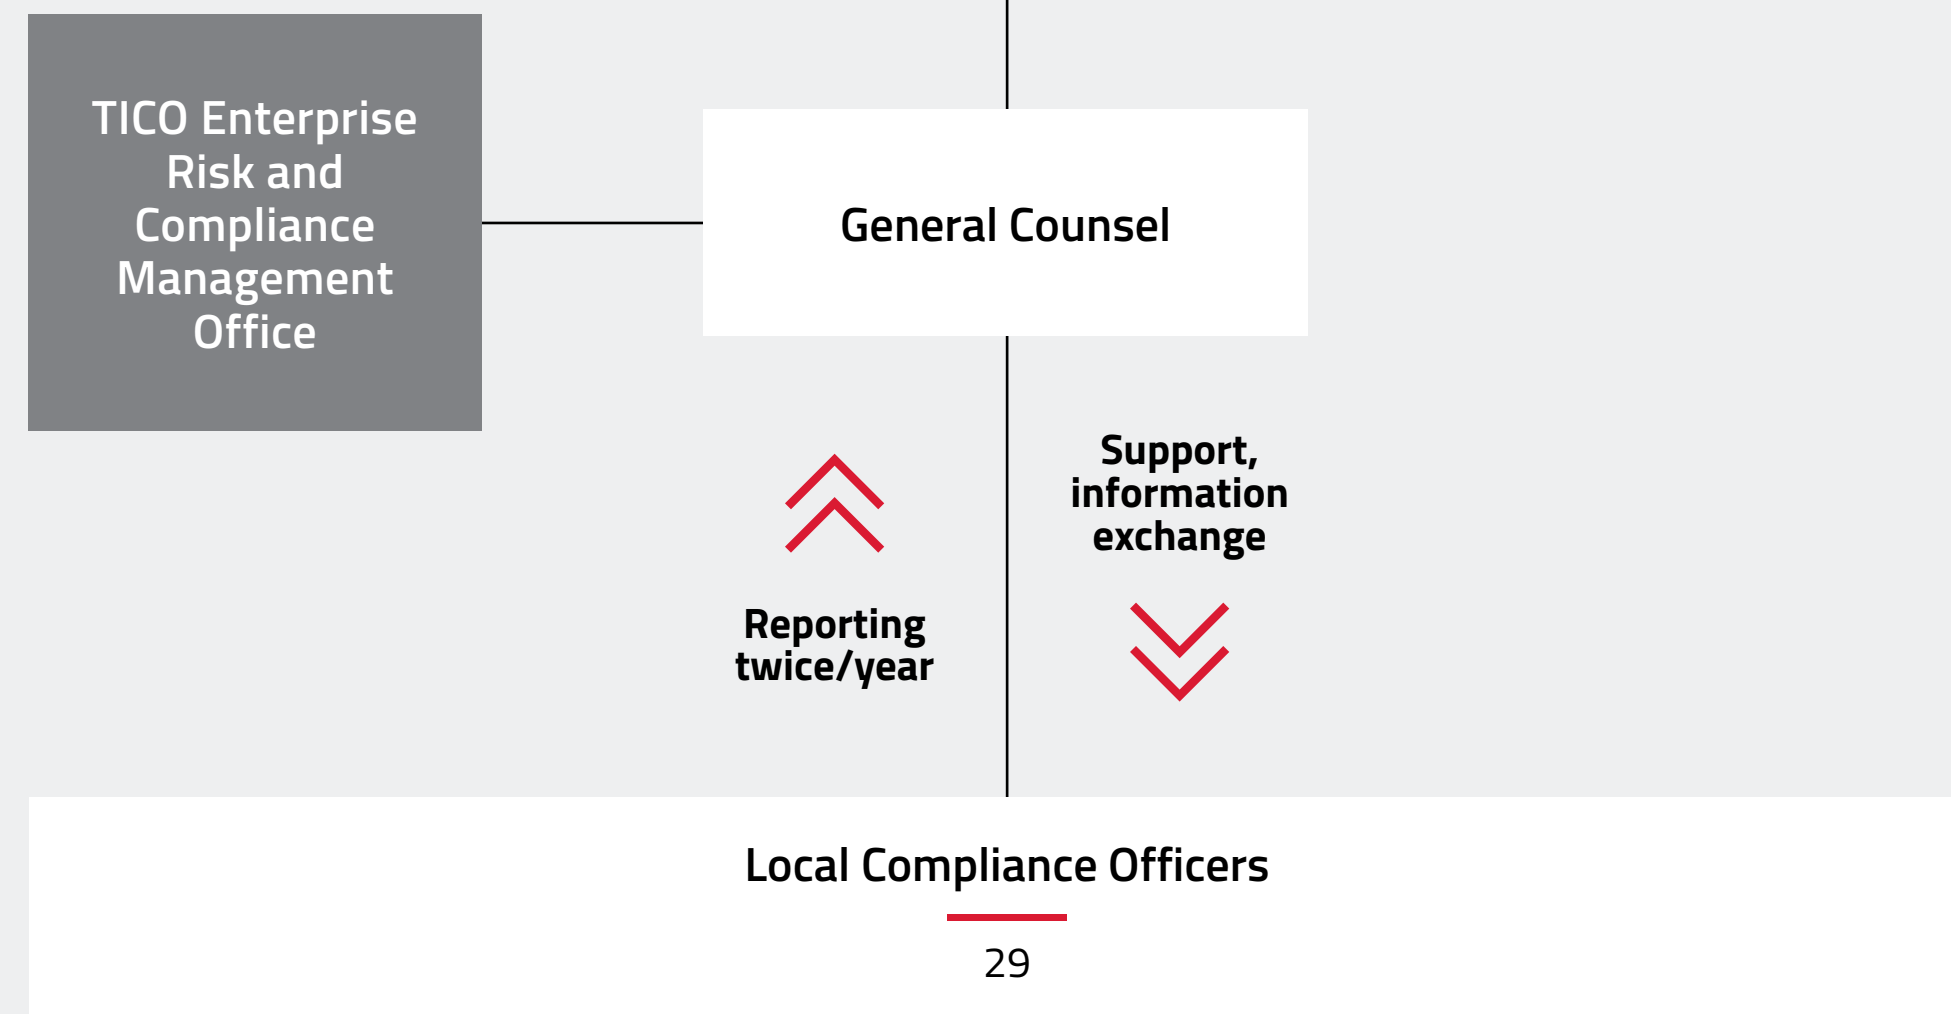 TICO Enterprise
Risk and
Compliance
Management
Office
General Counsel
Support,
information
exchange
Reporting
twice/year
Local Compliance Officers
29